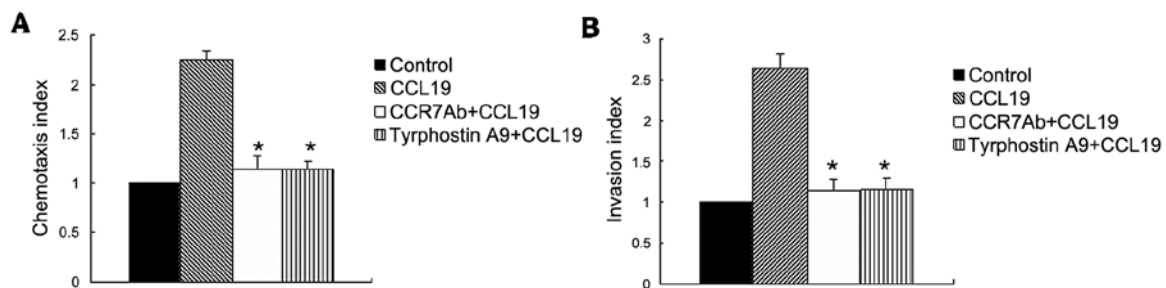 A
Chemotaxis index
2.5
2
1.5
1
0.5
0
* *
Control
CCL19
CCR7Ab+CCL19
Tyrphostin A9+CCL19
B
Invasion index
3
2.5
2
1.5
1
0.5
0
* *
Control
CCL19
CCR7Ab+CCL19
Tyrphostin A9+CCL19